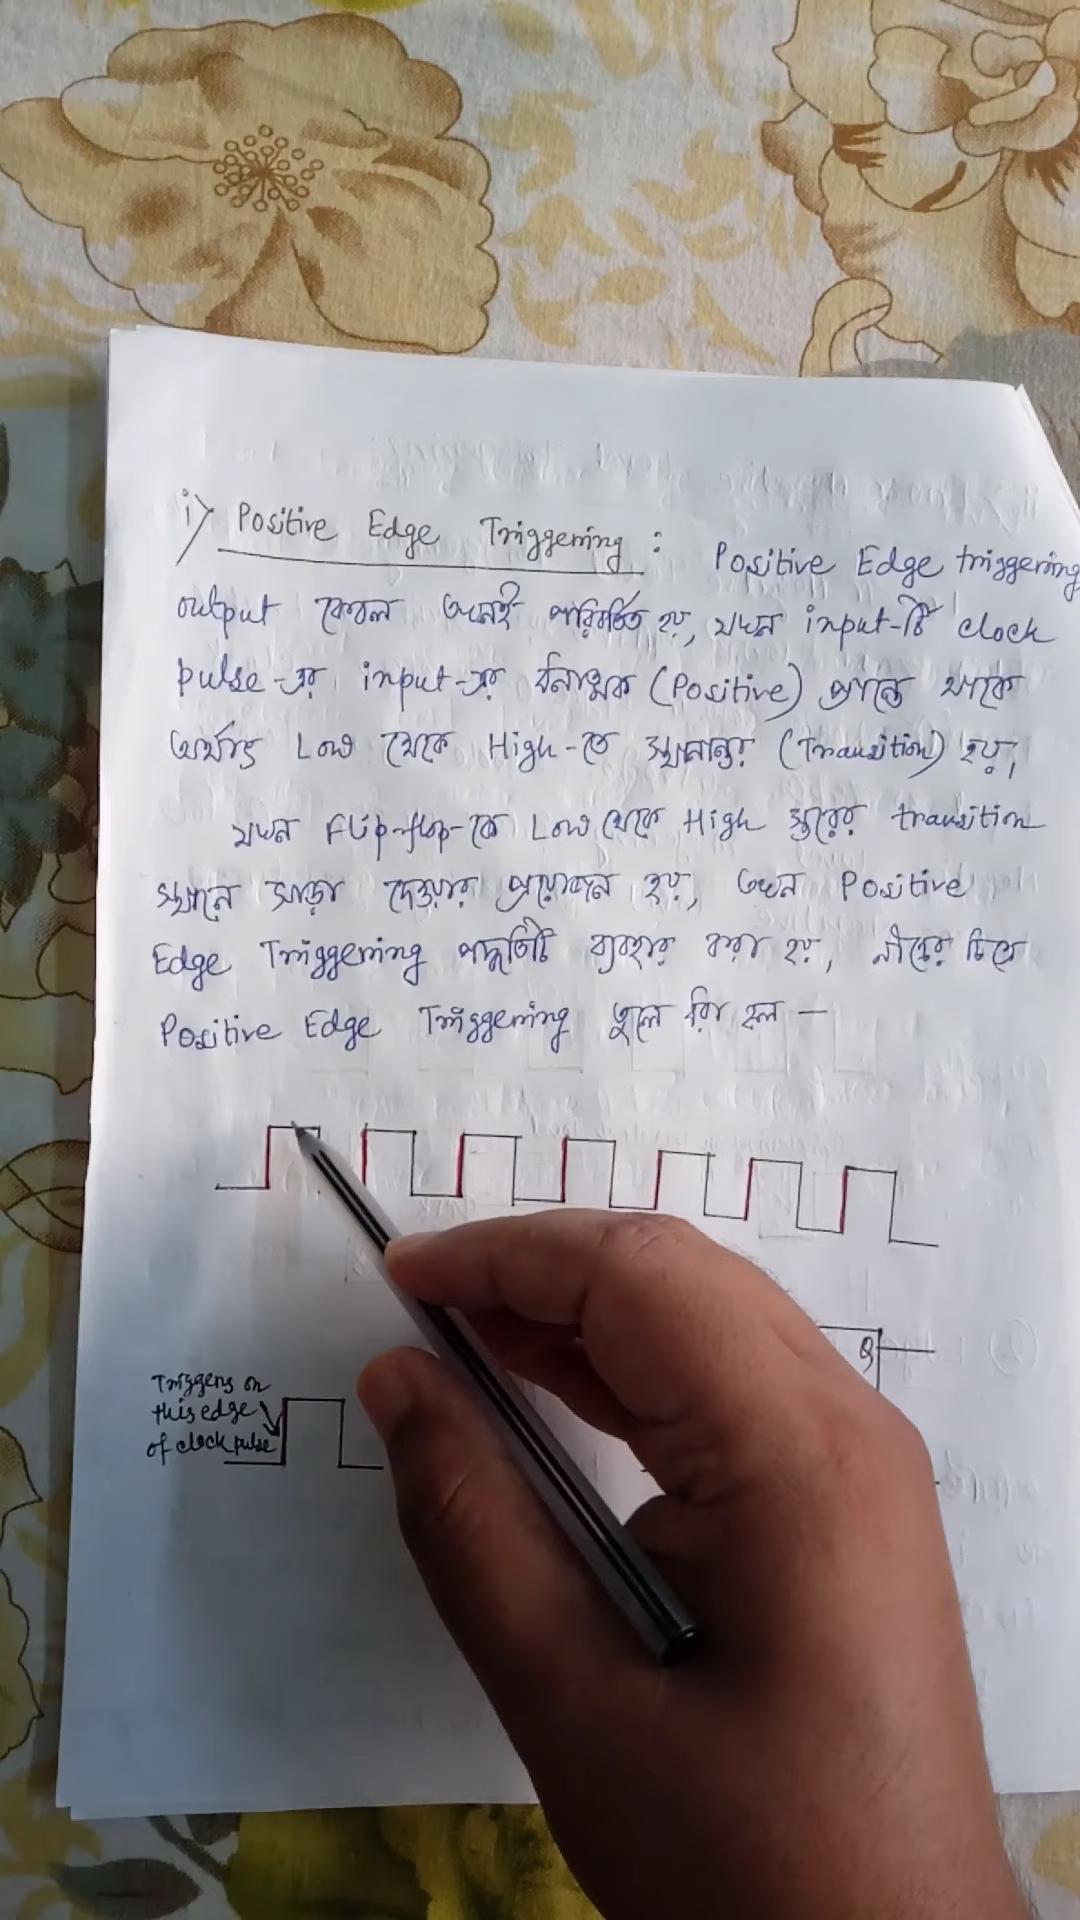 i) Positive Edge Triggering : Positive Edge triggering
output কেবল তখনই পরিবর্তিত হয়, যখন input-টি clock
pulse-এর input-এর ধনাত্মক (Positive) প্রান্তে থাকে
অর্থাৎ Low থেকে High-তে স্থানান্তর (Transition) হয়,
যখন Flip-flop-কে Low থেকে High স্তরের transition
স্থানে সাড়া দেওয়ার প্রয়োজন হয়, তখন Positive
Edge Triggering পদ্ধতিটি ব্যবহার করা হয়, নীচের চিত্রে
Positive Edge Triggering তুলে ধরা হল —
Q
Triggers on
this edge
of clock pulse